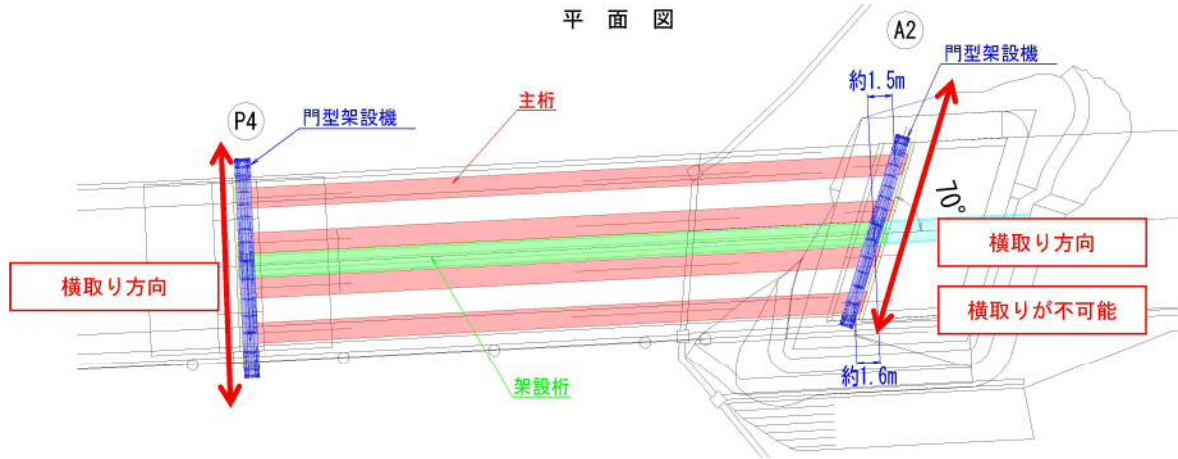 平 面 図
A2
門型架設機
約1.5m
主桁
門型架設機
P4
70°
横取り方向
横取り方向
横取りが不可能
約1.6m
架設桁